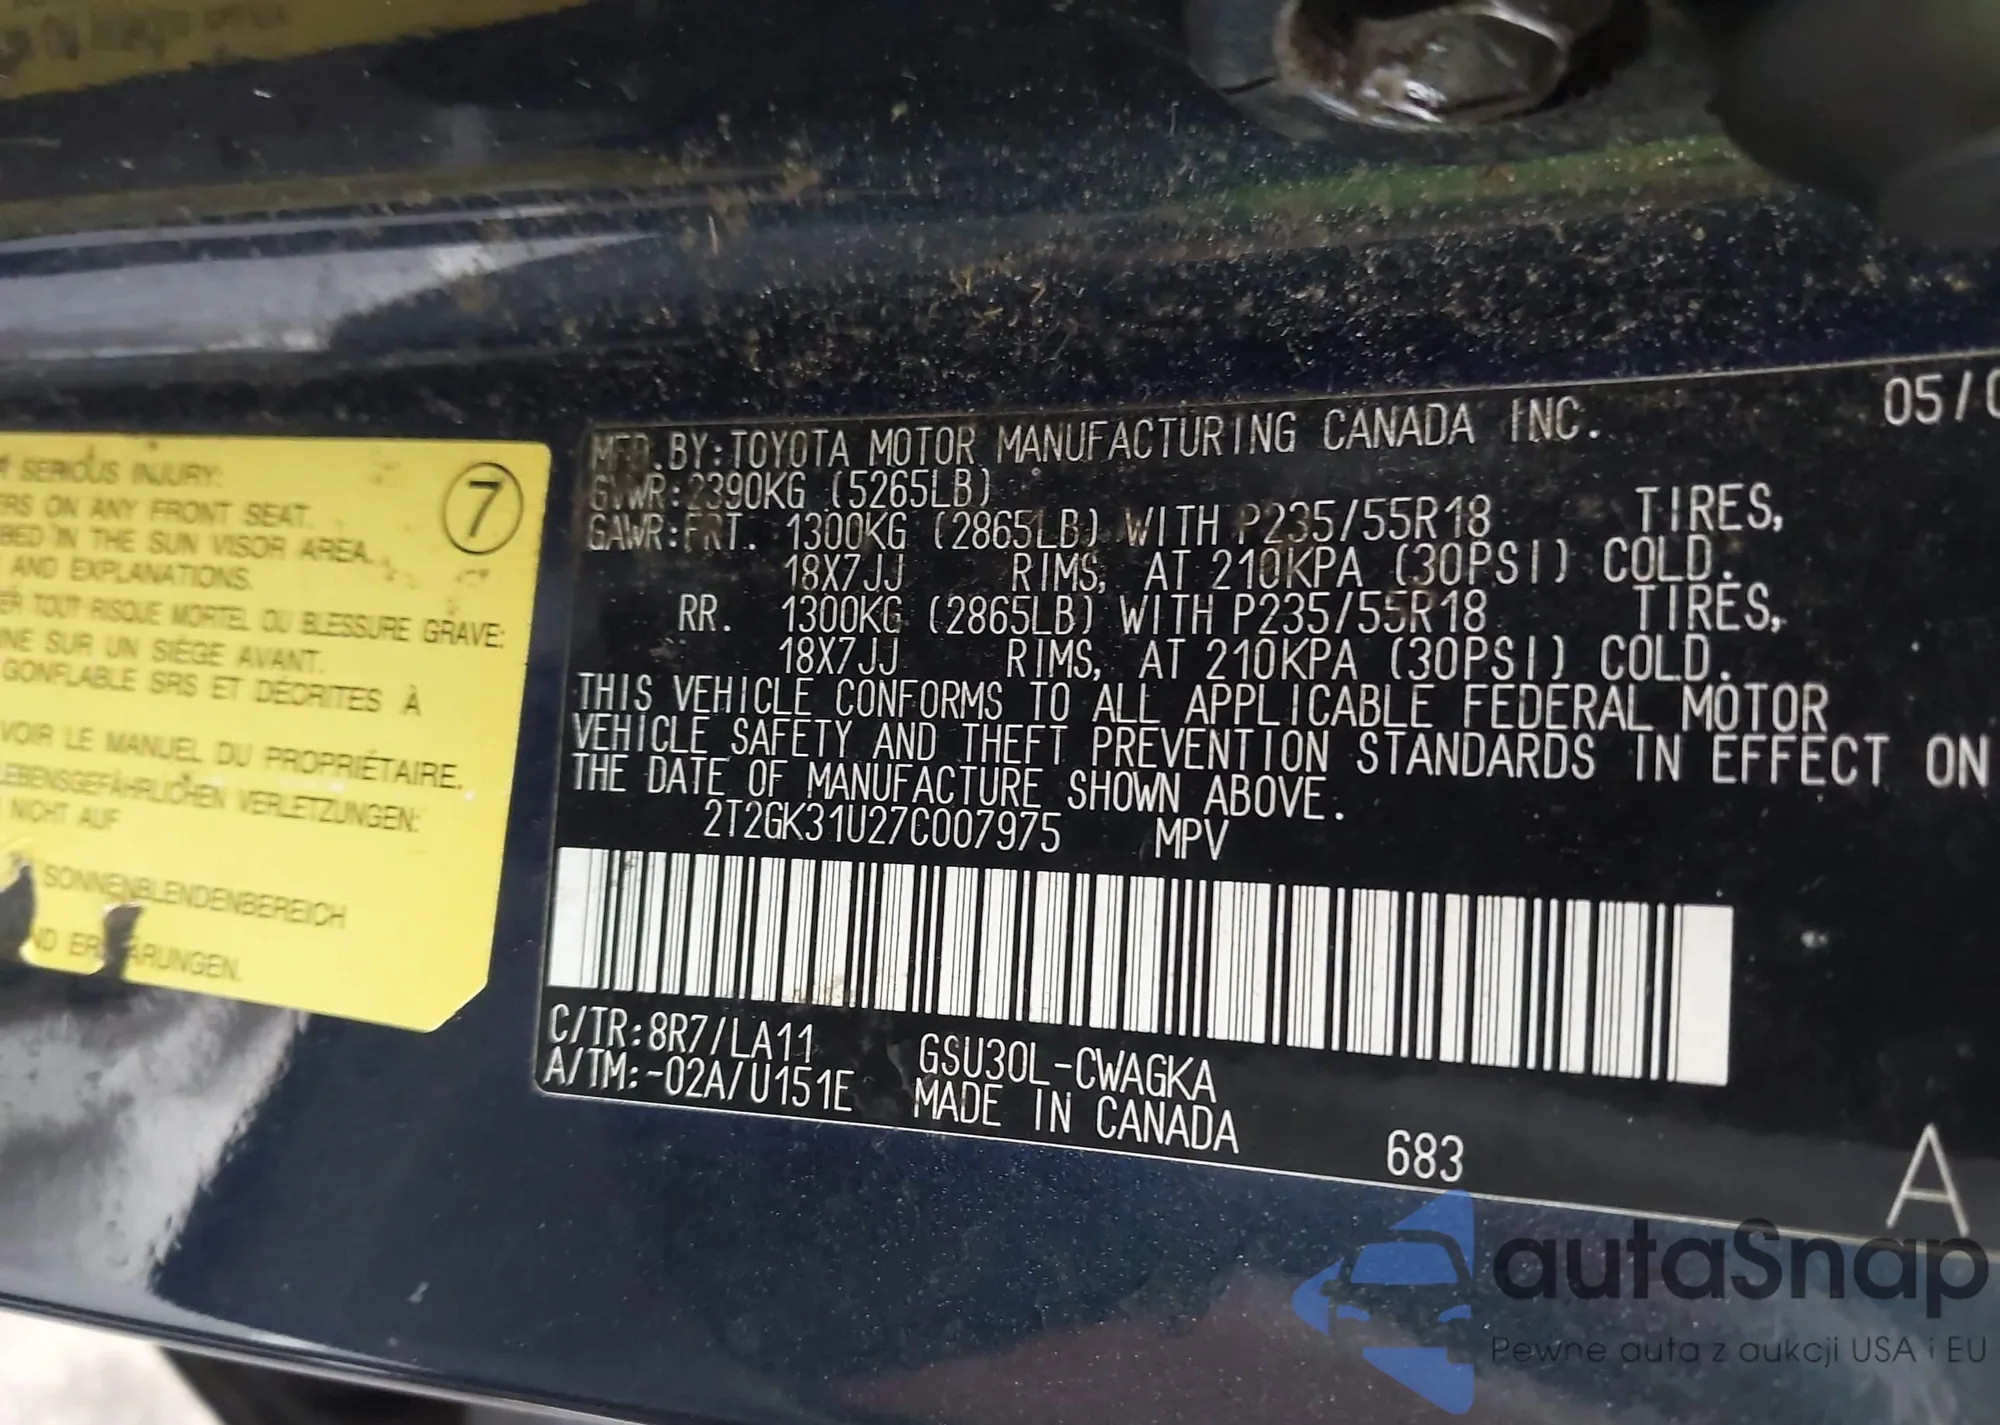 SERIOUS INJURY:
ON ANY FRONT SEAT.
IN THE SUN VISOR AREA.
AND EXPLANATIONS.
TOUT RISQUE MORTEL OU BLESSURE GRAVE:
SUR UN SIÈGE AVANT.
GONFLABLE SRS ET DÉCRITES À
VOIR LE MANUEL DU PROPRIÉTAIRE.
LEBENSGEFÄHRLICHEN VERLETZUNGEN:
NICHT AUF
SONNENBLENDENBEREICH
7
05/0
MFD.BY:TOYOTA MOTOR MANUFACTURING CANADA INC.
GVWR:2390KG (5265LB)
GAWR:FRT. 1300KG (2865LB) WITH P235/55R18 TIRES,
18X7JJ RIMS, AT 210KPA (30PSI) COLD.
RR. 1300KG (2865LB) WITH P235/55R18 TIRES,
18X7JJ RIMS, AT 210KPA (30PSI) COLD.
THIS VEHICLE CONFORMS TO ALL APPLICABLE FEDERAL MOTOR
VEHICLE SAFETY AND THEFT PREVENTION STANDARDS IN EFFECT ON
THE DATE OF MANUFACTURE SHOWN ABOVE.
2T2GK31U27C007975 MPV
C/TR:8R7/LA11 GSU30L-CWAGKA
A/TM:-02A/U151E MADE IN CANADA
683
A
autaSnap
Pewne auta z aukcji USA i EU